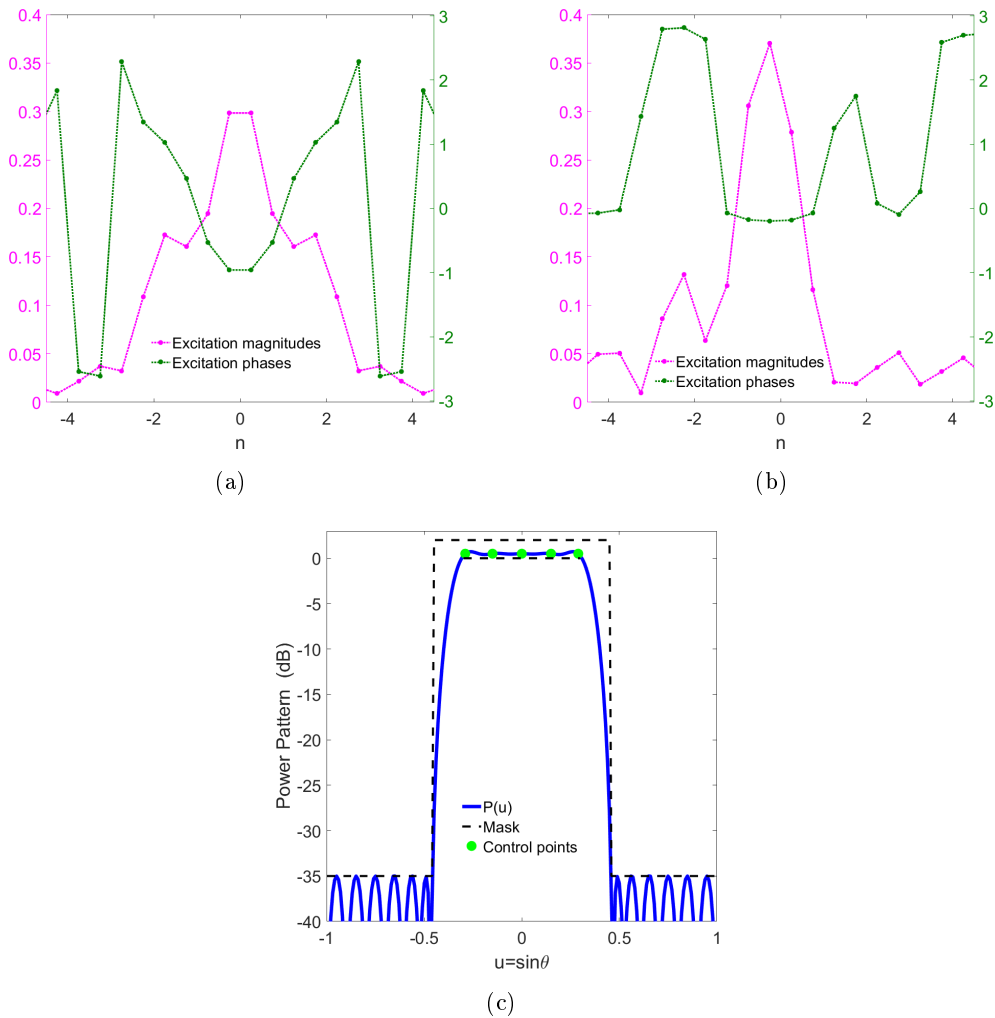 0.4
0.35
0.3
0.25
0.2
0.15
0.1
0.05
0
3
2
1
0
-1
-2
-3
Excitation magnitudes
Excitation phases
-4 -2 0 2 4
n
(a)
0.4
0.35
0.3
0.25
0.2
0.15
0.1
0.05
0
3
2
1
0
-1
-2
-3
Excitation magnitudes
Excitation phases
-4 -2 0 2 4
n
(b)
Power Pattern (dB)
0
-5
-10
-15
-20
-25
-30
-35
-40
P(u)
Mask
Control points
-1 -0.5 0 0.5 1
u=sinθ
(c)